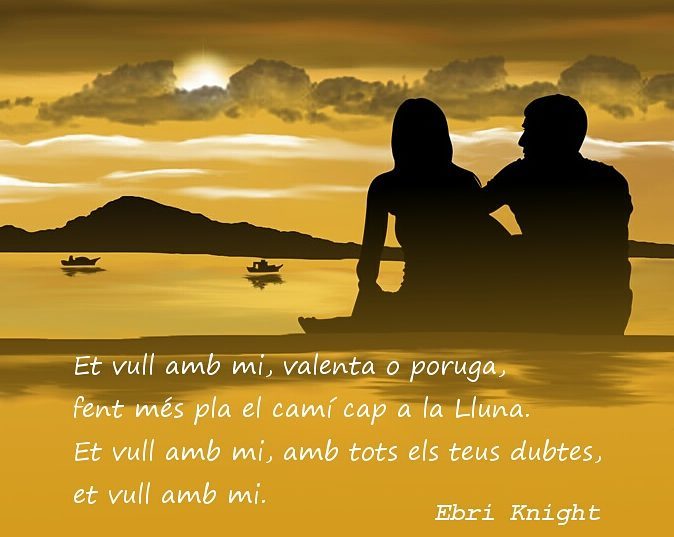 Et vull amb mi, valenta o poruga,
fent més pla el camí cap a la Lluna.
Et vull amb mi, amb tots els teus dubtes,
et vull amb mi.
Ebri Knight